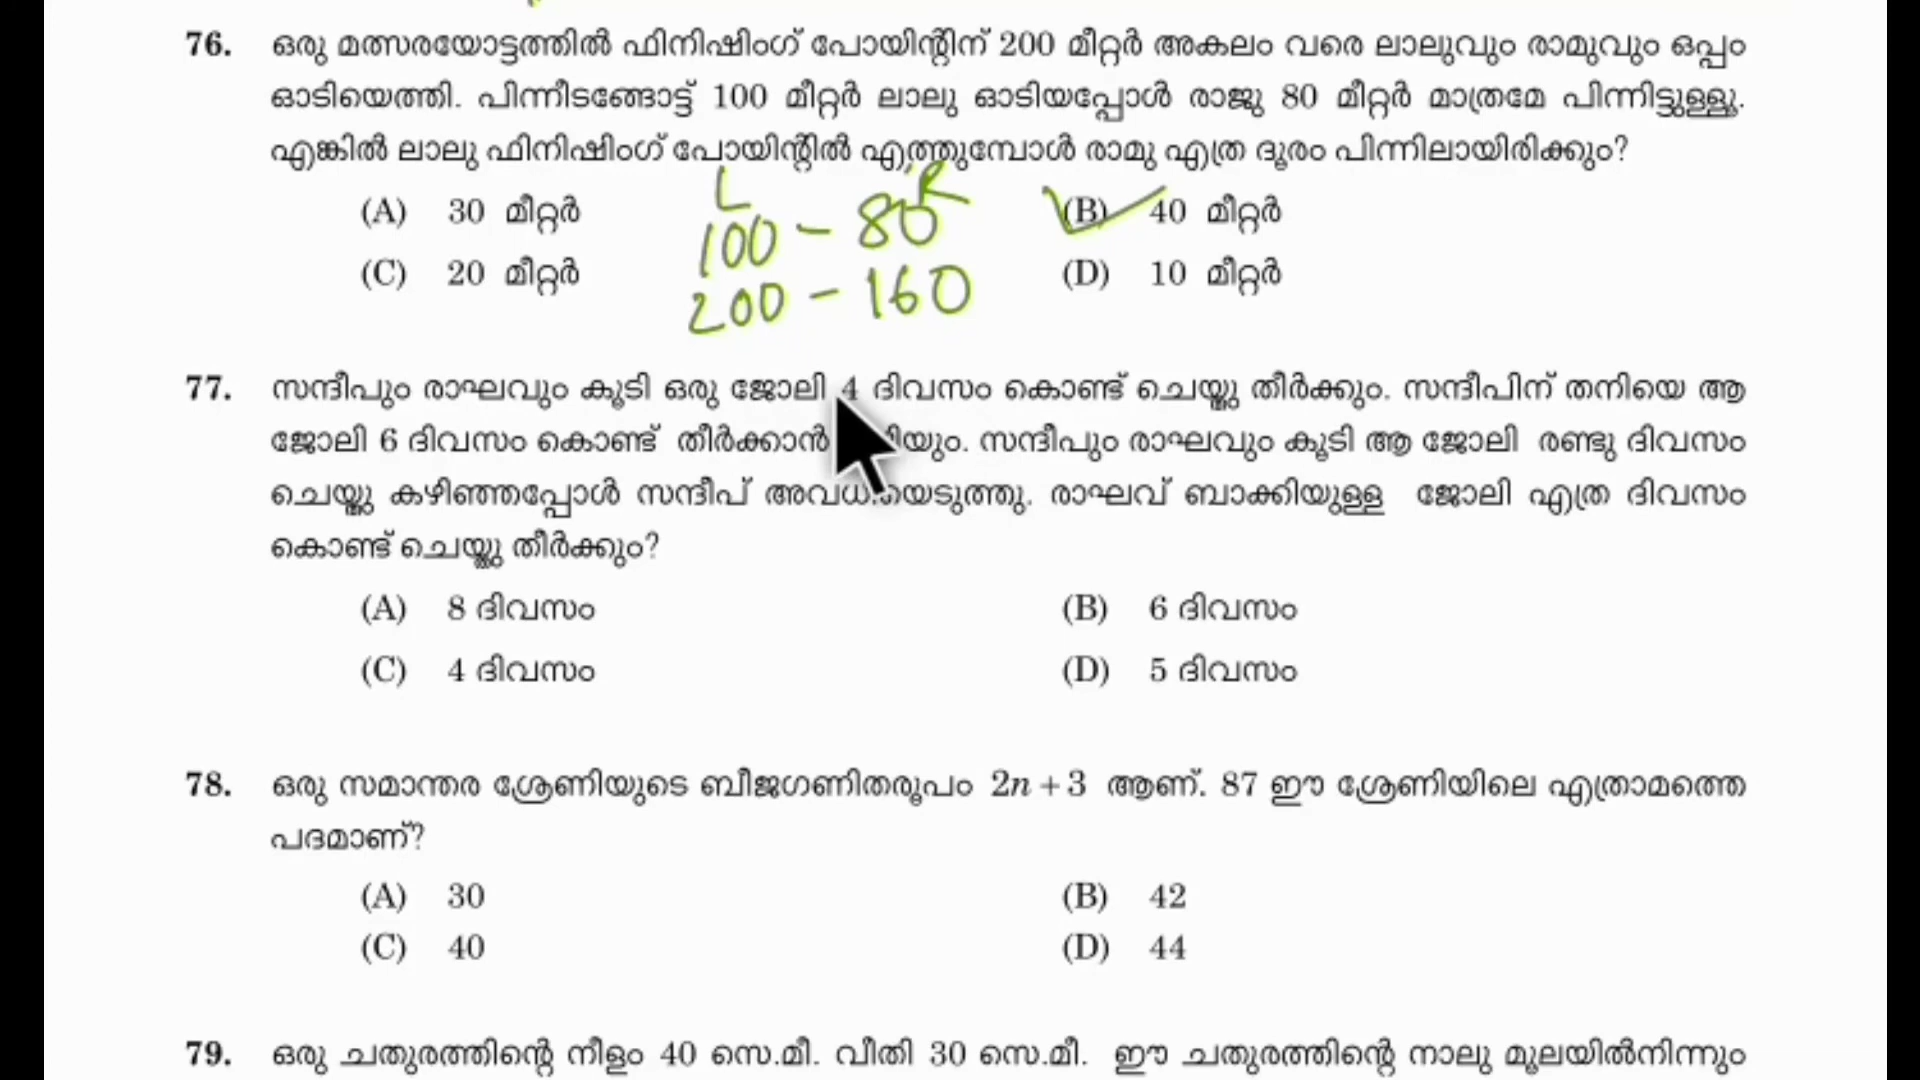 76. ഒരു മത്സരയോട്ടത്തിൽ ഫിനിഷിംഗ് പോയിന്റിന് 200 മീറ്റർ അകലം വരെ ലാലുവും രാമുവും ഒപ്പം
ഓടിയെത്തി. പിന്നീടങ്ങോട്ട് 100 മീറ്റർ ലാലു ഓടിയപ്പോൾ രാജു 80 മീറ്റർ മാത്രമേ പിന്നിട്ടുള്ളൂ.
എങ്കിൽ ലാലു ഫിനിഷിംഗ് പോയിന്റിൽ എത്തുമ്പോൾ രാമു എത്ര ദൂരം പിന്നിലായിരിക്കും?
L R
(A) 30 മീറ്റർ (B) 40 മീറ്റർ
100 - 80
(C) 20 മീറ്റർ (D) 10 മീറ്റർ
200 - 160
77. സന്ദീപും രാഘവും കൂടി ഒരു ജോലി 4 ദിവസം കൊണ്ട് ചെയ്തു തീർക്കും. സന്ദീപിന് തനിയെ ആ
ജോലി 6 ദിവസം കൊണ്ട് തീർക്കാൻ സന്ദീപും രാഘവും കൂടി ആ ജോലി രണ്ടു ദിവസം
ചെയ്തു കഴിഞ്ഞപ്പോൾ സന്ദീപ് അവധിയെടുത്തു. രാഘവ് ബാക്കിയുള്ള ജോലി എത്ര ദിവസം
കൊണ്ട് ചെയ്തു തീർക്കും?
(A) 8 ദിവസം (B) 6 ദിവസം
(C) 4 ദിവസം (D) 5 ദിവസം
78. ഒരു സമാന്തര ശ്രേണിയുടെ ബീജഗണിതരൂപം 2n + 3 ആണ്. 87 ഈ ശ്രേണിയിലെ എത്രാമത്തെ
പദമാണ്?
(A) 30 (B) 42
(C) 40 (D) 44
79. ഒരു ചതുരത്തിന്റെ നീളം 40 സെ.മീ. വീതി 30 സെ.മീ. ഈ ചതുരത്തിന്റെ നാലു മൂലയിൽനിന്നും